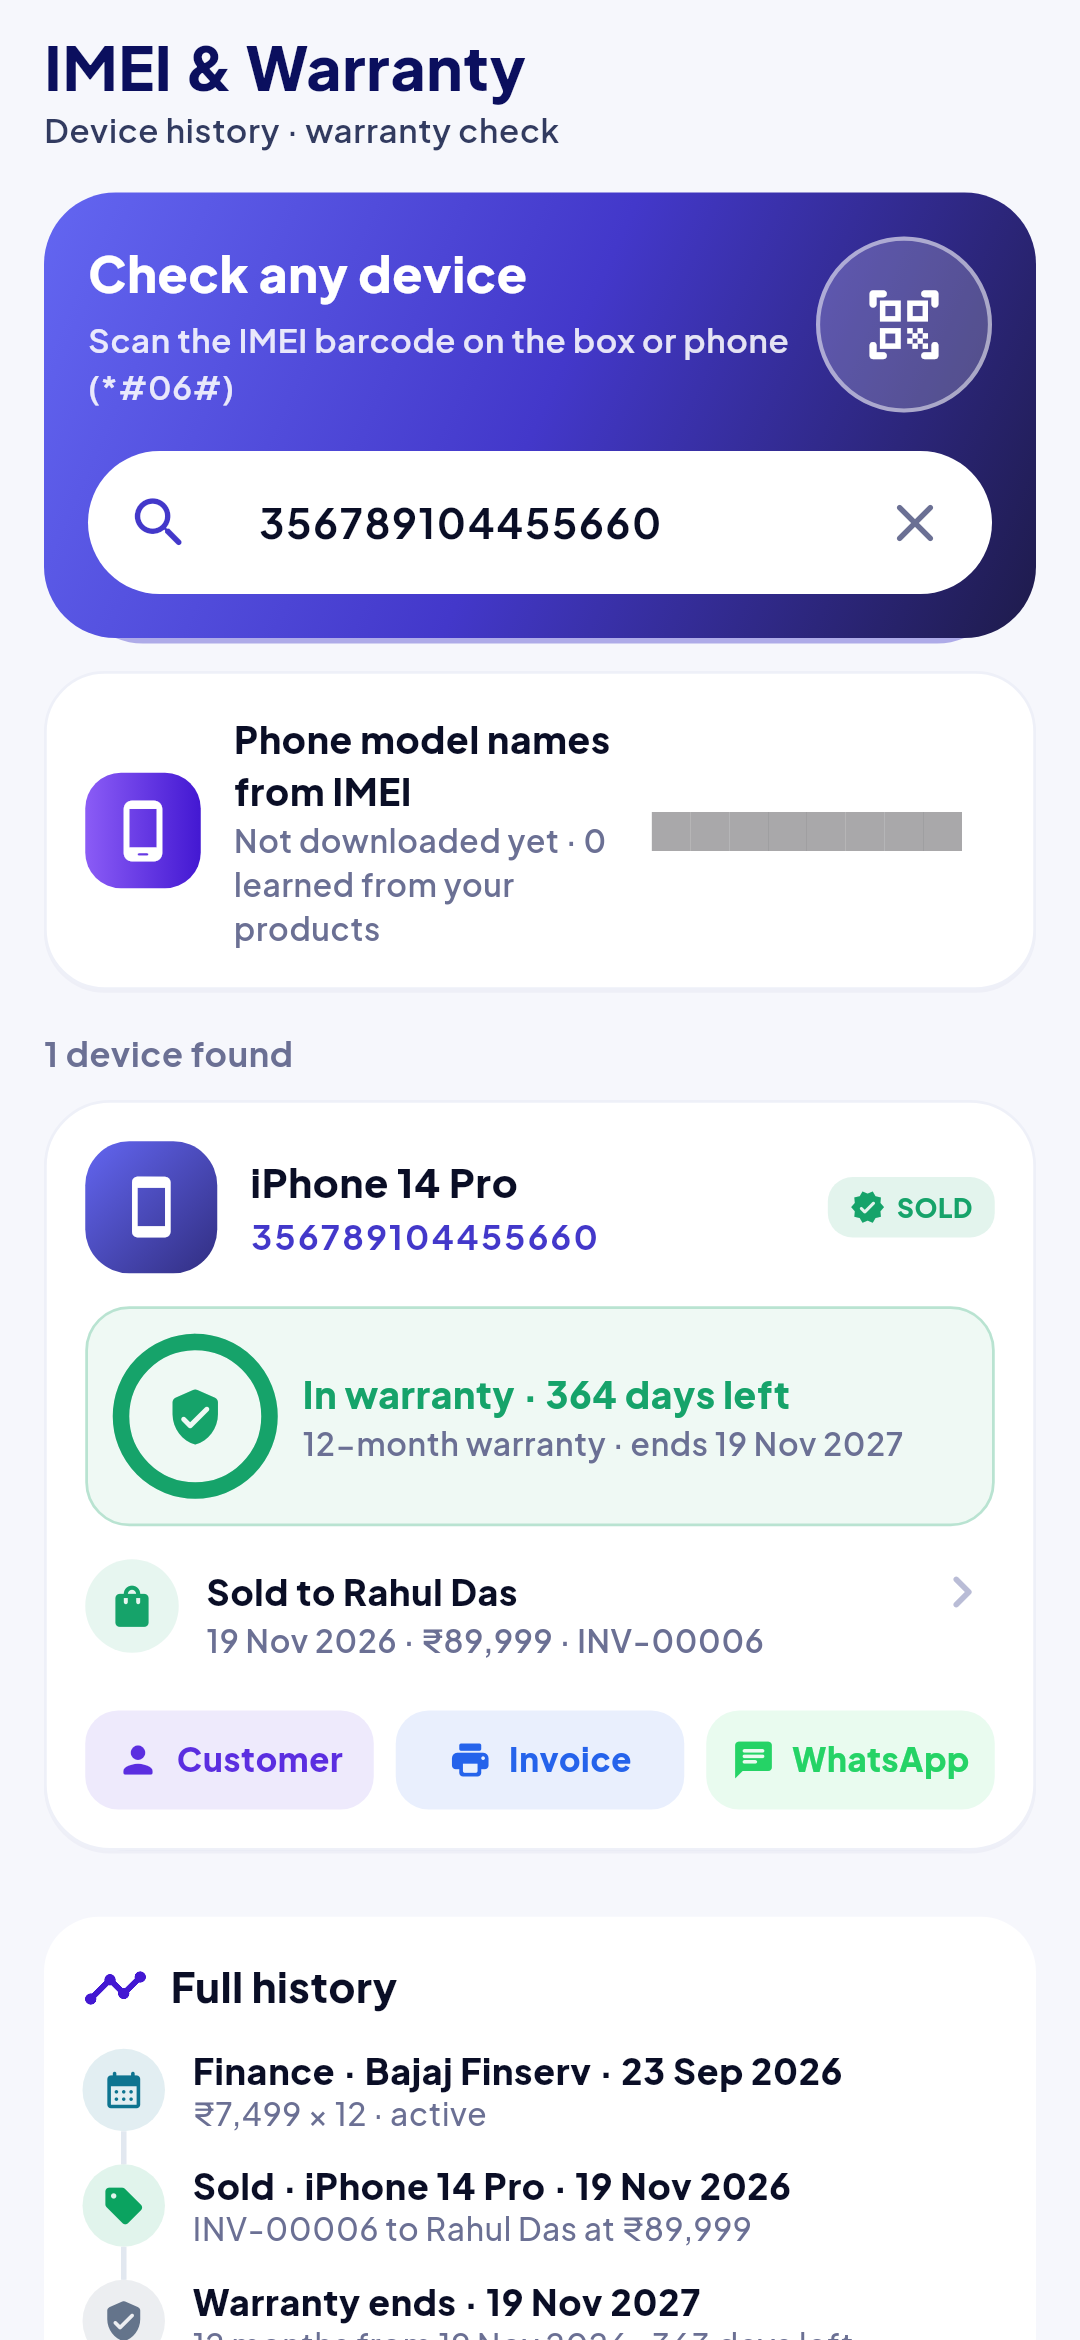 IMEI & Warranty
Device history · warranty check
Check any device
Scan the IMEI barcode on the box or phone
(*#06#)
356789104455660
Phone model names
from IMEI
Not downloaded yet · 0
learned from your
products
1 device found
iPhone 14 Pro
356789104455660
SOLD
In warranty · 364 days left
12-month warranty · ends 19 Nov 2027
Sold to Rahul Das
19 Nov 2026 · ₹89,999 · INV-00006
Customer
Invoice
WhatsApp
Full history
Finance · Bajaj Finserv · 23 Sep 2026
₹7,499 × 12 · active
Sold · iPhone 14 Pro · 19 Nov 2026
INV-00006 to Rahul Das at ₹89,999
Warranty ends · 19 Nov 2027